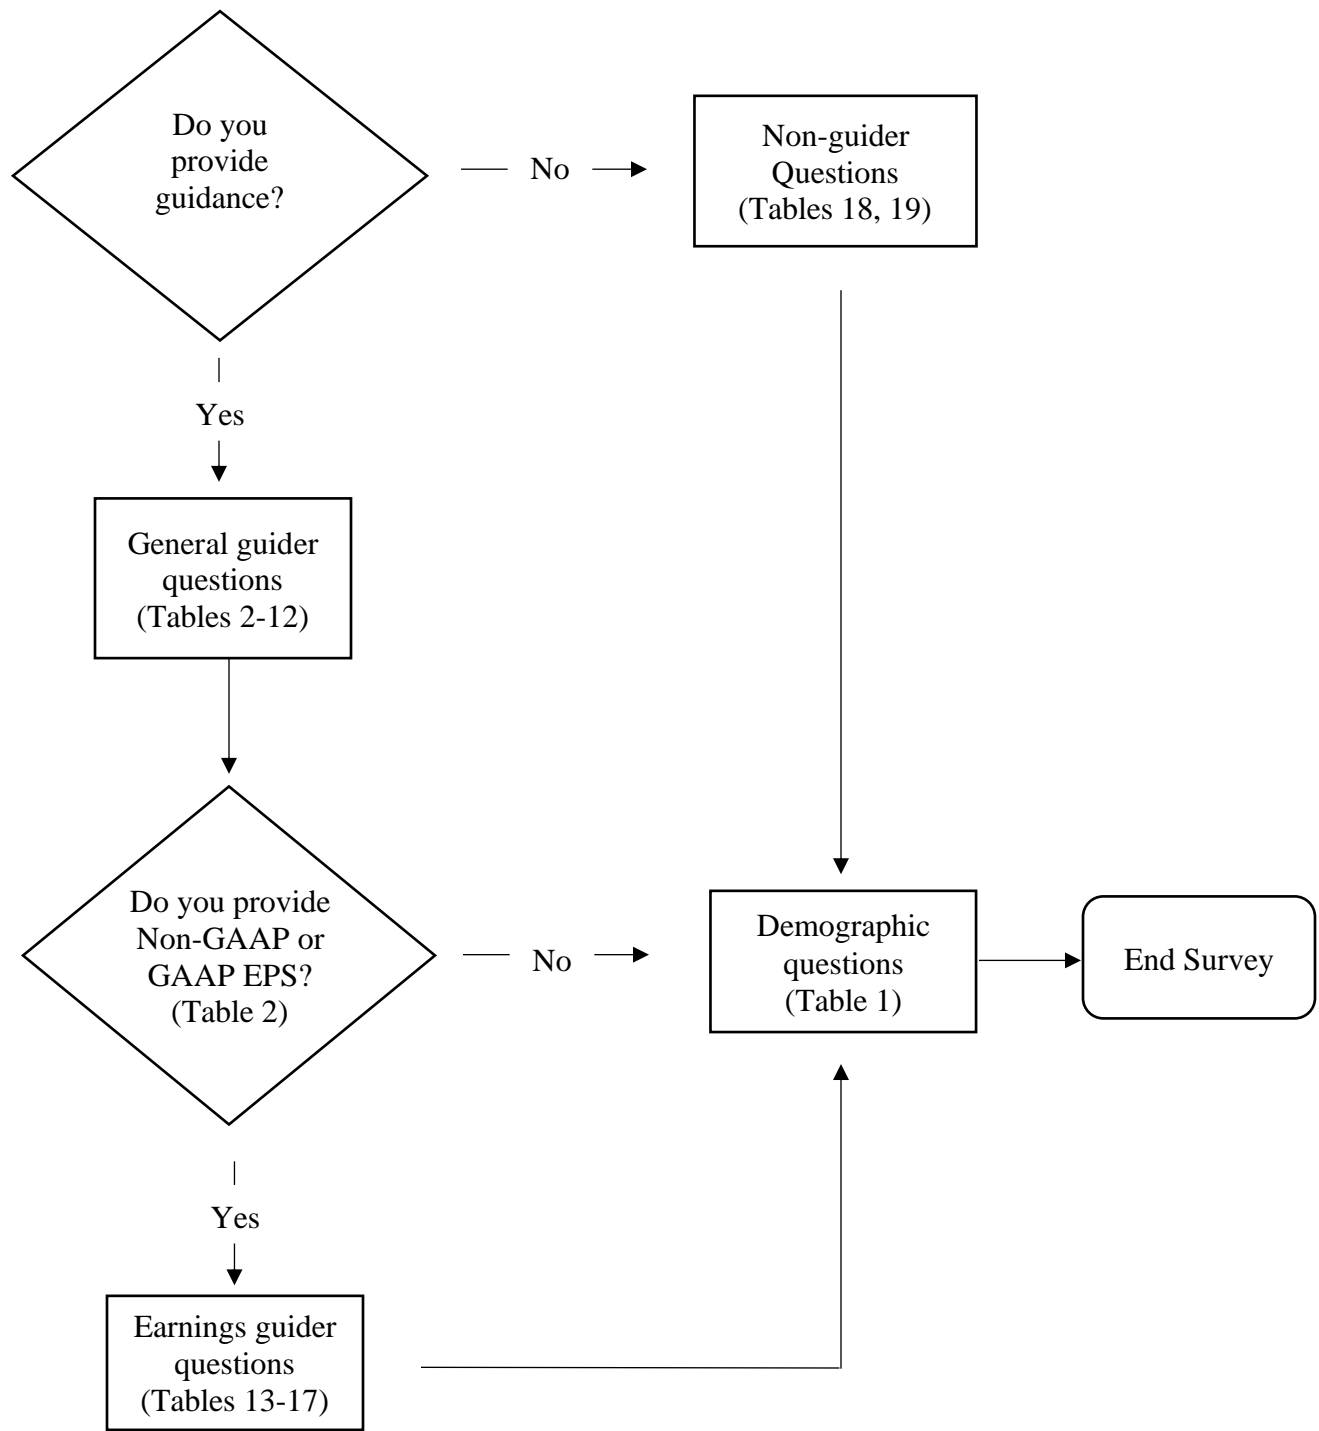 Do you
provide
guidance?
No
Non-guider
Questions
(Tables 18, 19)
Yes
General guider
questions
(Tables 2-12)
Do you provide
Non-GAAP or
GAAP EPS?
(Table 2)
No
Demographic
questions
(Table 1)
End Survey
Yes
Earnings guider
questions
(Tables 13-17)